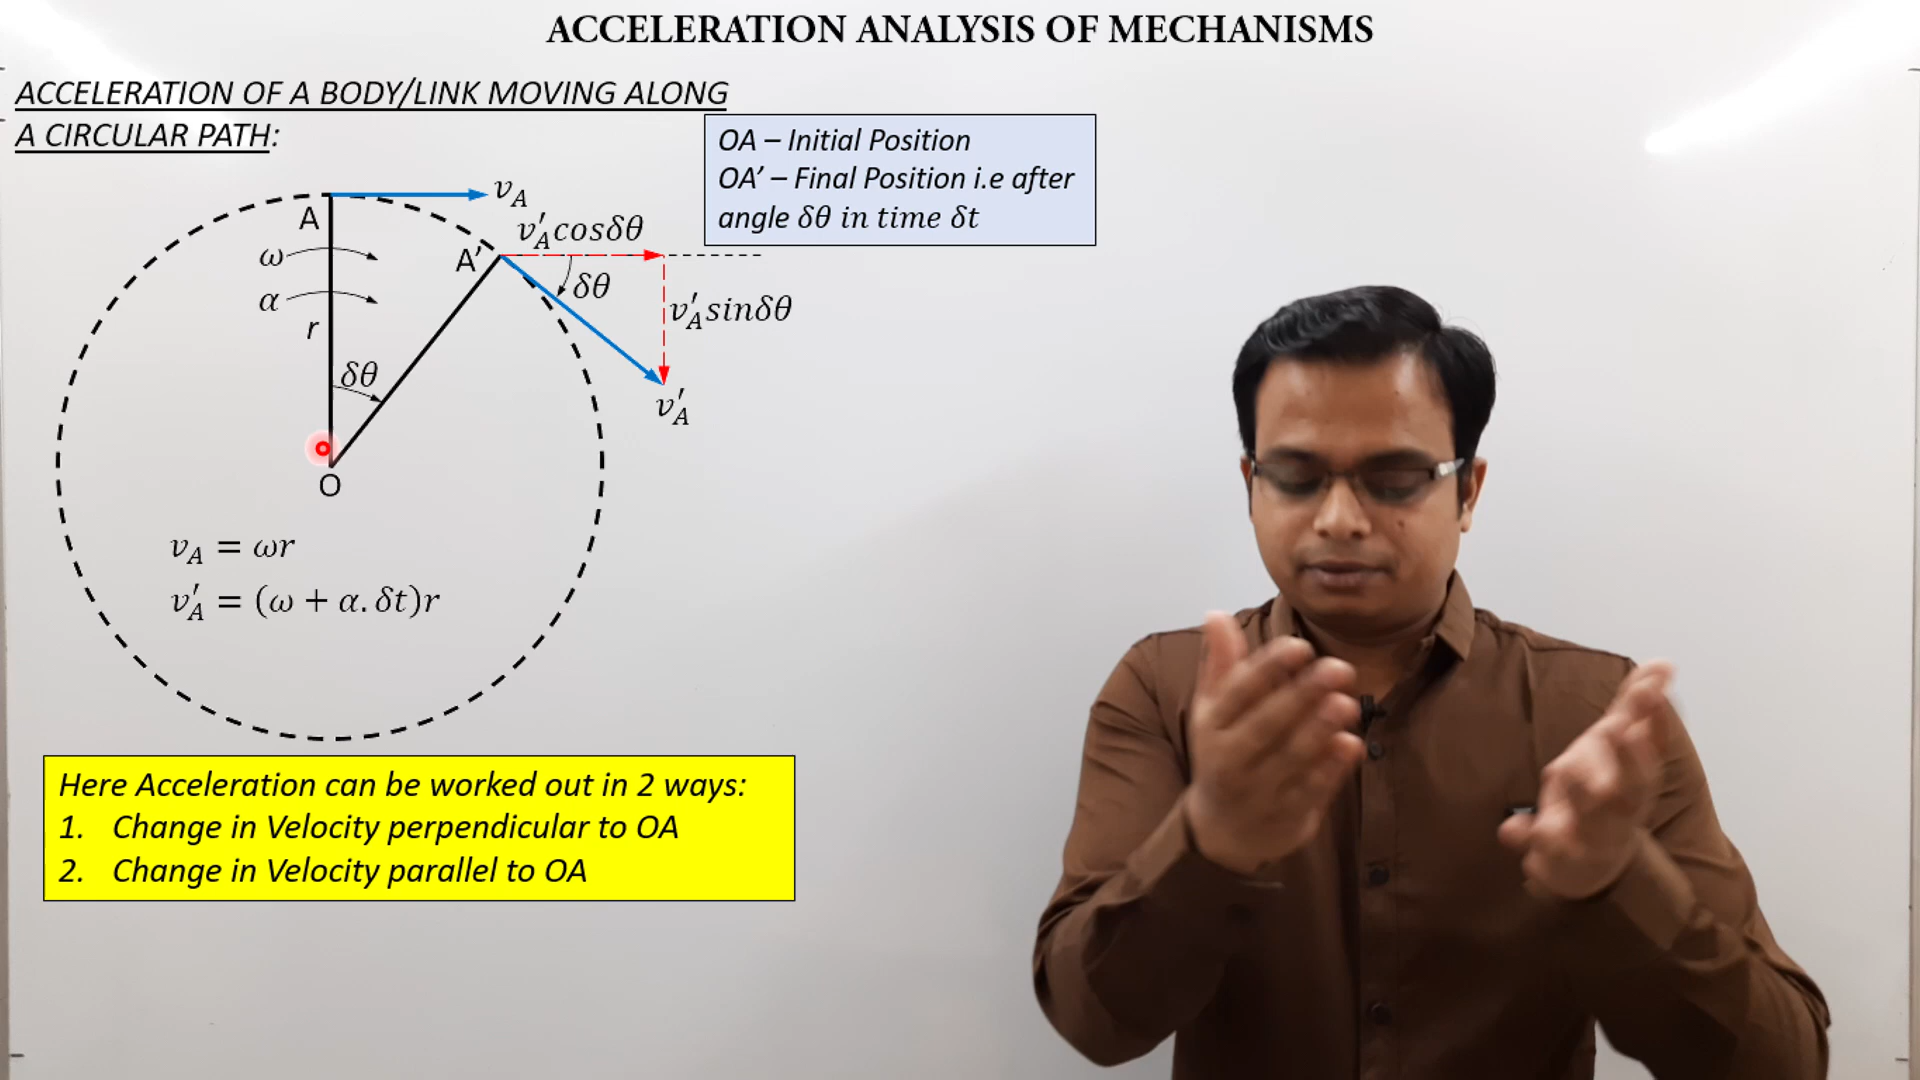 ACCELERATION ANALYSIS OF MECHANISMS
ACCELERATION OF A BODY/LINK MOVING ALONG
A CIRCULAR PATH:
OA – Initial Position
OA’ – Final Position i.e after
angle δθ in time δt
v_A
A
v′_A cosδθ
ω
A’
δθ
α
v′_A sinδθ
r
δθ
v′_A
O
v_A = ωr
v′_A = (ω + α. δt)r
Here Acceleration can be worked out in 2 ways:
1. Change in Velocity perpendicular to OA
2. Change in Velocity parallel to OA